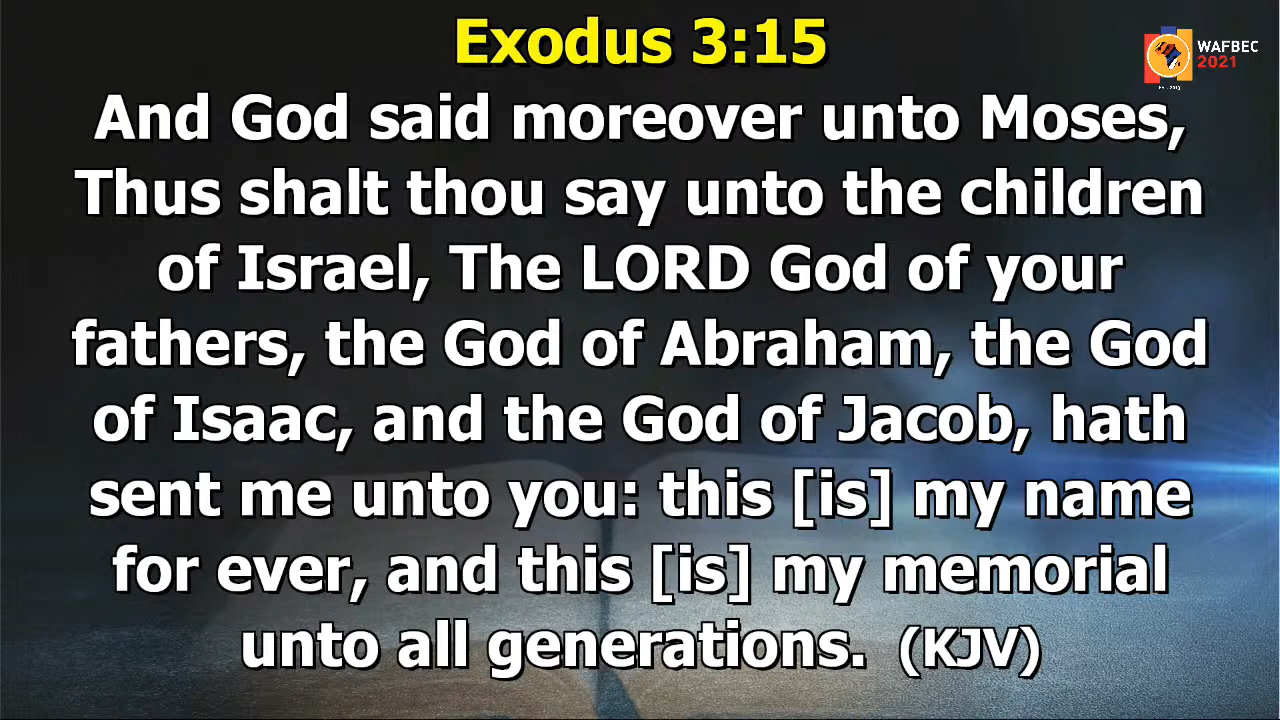 Exodus 3:15
WAFBEC
2021
And God said moreover unto Moses,
Thus shalt thou say unto the children
of Israel, The LORD God of your
fathers, the God of Abraham, the God
of Isaac, and the God of Jacob, hath
sent me unto you: this [is] my name
for ever, and this [is] my memorial
unto all generations. (KJV)